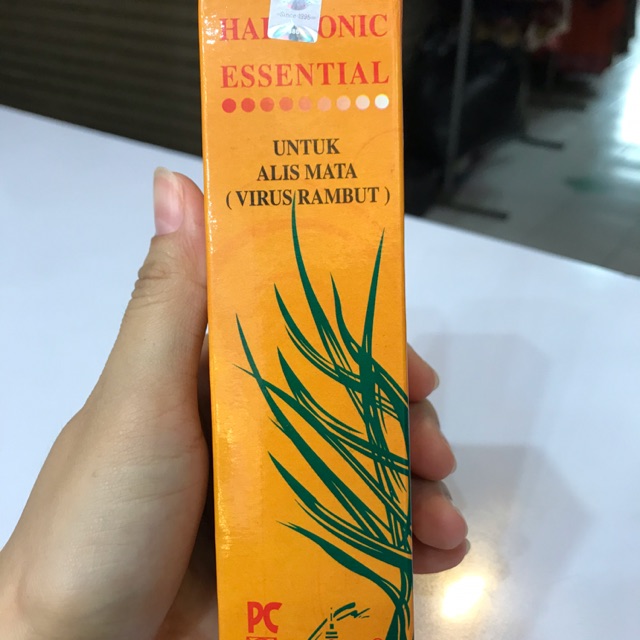 ESSENTIAL
UNTUK
ALIS MATA
( VIRUS RAMBUT )
PC